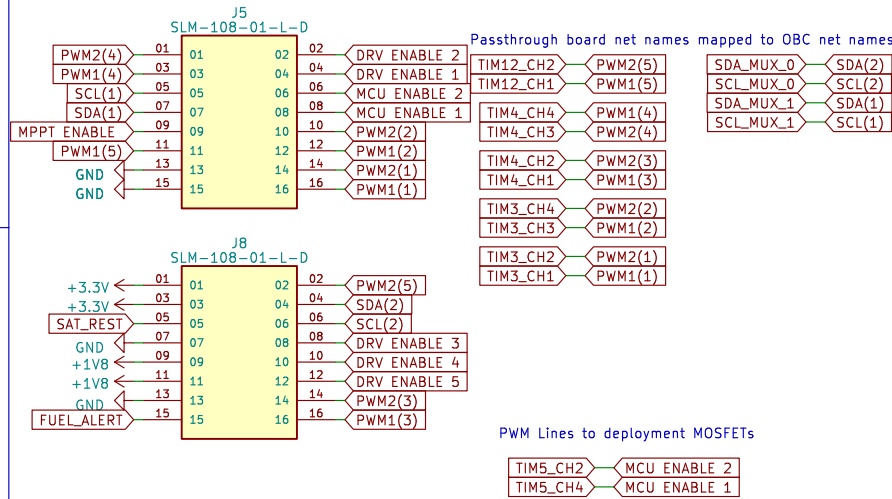 J5
SLM-108-01-L-D
PWM2(4) 01 01 02 02 DRV ENABLE 2
PWM1(4) 03 03 04 04 DRV ENABLE 1
SCL(1) 05 05 06 06 MCU ENABLE 2
SDA(1) 07 07 08 08 MCU ENABLE 1
MPPT ENABLE 09 09 10 10 PWM2(2)
PWM1(5) 11 11 12 12 PWM1(2)
GND 13 13 14 14 PWM2(1)
GND 15 15 16 16 PWM1(1)
J8
SLM-108-01-L-D
+3.3V 01 01 02 02 PWM2(5)
+3.3V 03 03 04 04 SDA(2)
SAT_REST 05 05 06 06 SCL(2)
GND 07 07 08 08 DRV ENABLE 3
+1V8 09 09 10 10 DRV ENABLE 4
+1V8 11 11 12 12 DRV ENABLE 5
GND 13 13 14 14 PWM2(3)
FUEL_ALERT 15 15 16 16 PWM1(3)
Passthrough board net names mapped to OBC net names
TIM12_CH2 PWM2(5)
TIM12_CH1 PWM1(5)
TIM4_CH4 PWM1(4)
TIM4_CH3 PWM2(4)
TIM4_CH2 PWM2(3)
TIM4_CH1 PWM1(3)
TIM3_CH4 PWM2(2)
TIM3_CH3 PWM1(2)
TIM3_CH2 PWM2(1)
TIM3_CH1 PWM1(1)
SDA_MUX_0 SDA(2)
SCL_MUX_0 SCL(2)
SDA_MUX_1 SDA(1)
SCL_MUX_1 SCL(1)
PWM Lines to deployment MOSFETs
TIM5_CH2 MCU ENABLE 2
TIM5_CH4 MCU ENABLE 1